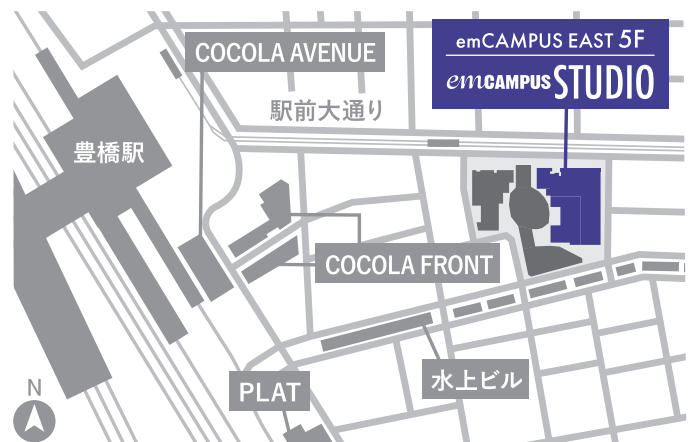 emCAMPUS EAST 5F
emCAMPUS STUDIO
COCOLA AVENUE
駅前大通り
豊橋駅
COCOLA FRONT
水上ビル
PLAT
N